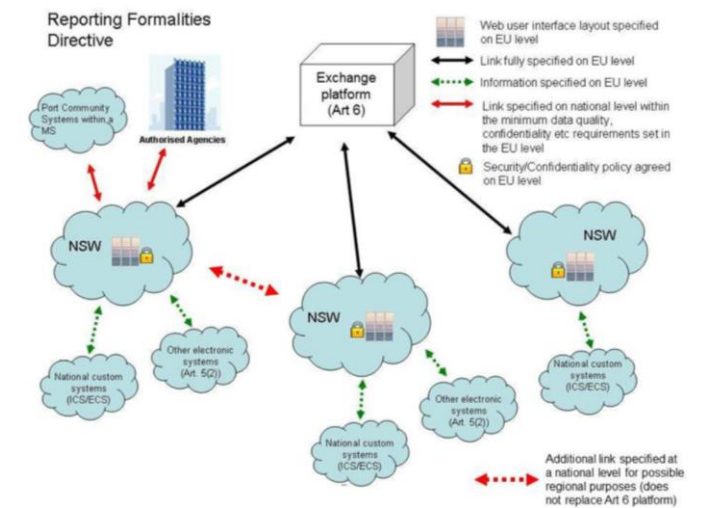 Reporting Formalities
Directive
Web user interface layout specified
on EU level
Link fully specified on EU level
Information specified on EU level
Link specified on national level within
the minimum data quality,
confidentiality etc requirements set in
the EU level
Security/Confidentiality policy agreed
on EU level
Exchange
platform
(Art 6)
Port Community
Systems within a
MS
Authorised Agencies
NSW
NSW
NSW
National custom
systems
(ICS/ECS)
Other electronic
systems
(Art. 5(2))
National custom
systems
(ICS/ECS)
Other electronic
systems
(Art. 5(2))
National custom
systems
(ICS/ECS)
Additional link specified at
a national level for possible
regional purposes (does
not replace Art 6 platform)